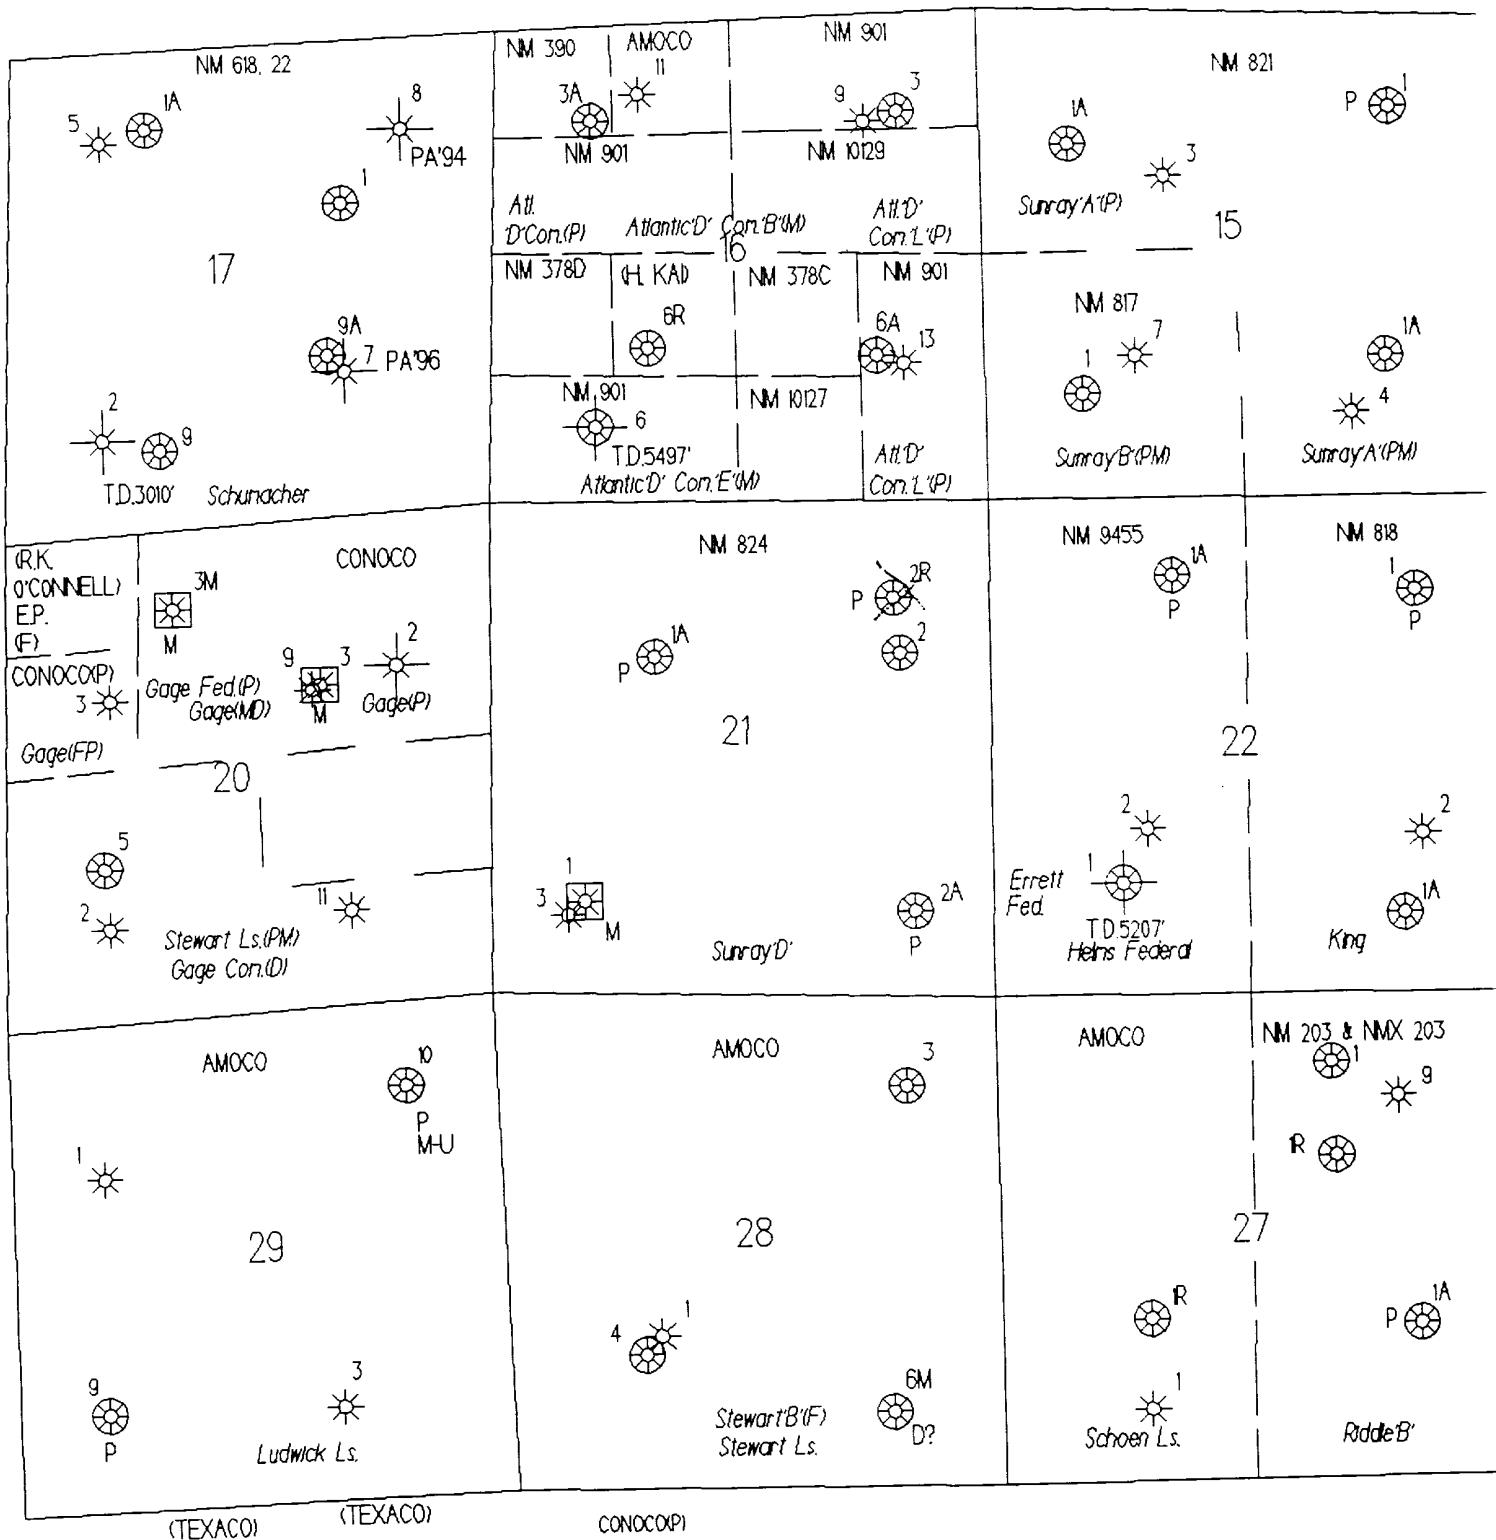 NM 618, 22
5
1A
8
PA'94
1
17
9A
7
PA'96
2
9
T.D.3010'
Schumacher
NM 390
AMOCO
NM 901
3A
11
9
3
NM 901
NM 10129
Atl.
'D'Com.(P)
Atlantic'D' Com.'B'(M)
Atl.'D'
Com.'L'(P)
16
NM 378D
(H. KAI)
NM 378C
NM 901
6R
6A
13
NM 901
NM 10127
6
T.D.5497'
Atlantic'D' Com.'E'(M)
Atl.'D'
Com.'L'(P)
NM 821
1A
P
1
3
Sunray'A'(P)
15
NM 817
7
1
1A
4
Sunray'B'(PM)
Sunray'A'(PM)
(R.K.
O'CONNELL)
E.P.
(F)
CONOCO
3M
M
CONOCO(P)
3
Gage Fed.(P)
Gage(MD)
9
3
M
2
Gage(P)
Gage(FP)
20
5
2
11
Stewart Ls.(PM)
Gage Com.(D)
NM 824
P
2R
2
P
1A
21
1
3
M
Sunray'D'
2A
P
NM 9455
1A
P
NM 818
1
P
22
2
1
Errett
Fed.
T.D.5207'
Helms Federal
2
1A
King
AMOCO
10
P
M-U
1
29
9
P
3
Ludwick Ls.
AMOCO
3
28
4
1
6M
D?
Stewart'B'(F)
Stewart Ls.
AMOCO
NM 203 & NMX 203
1
9
1R
27
1R
1
Schoen Ls.
P
1A
Riddle'B'
(TEXACO)
(TEXACO)
CONOCO(P)